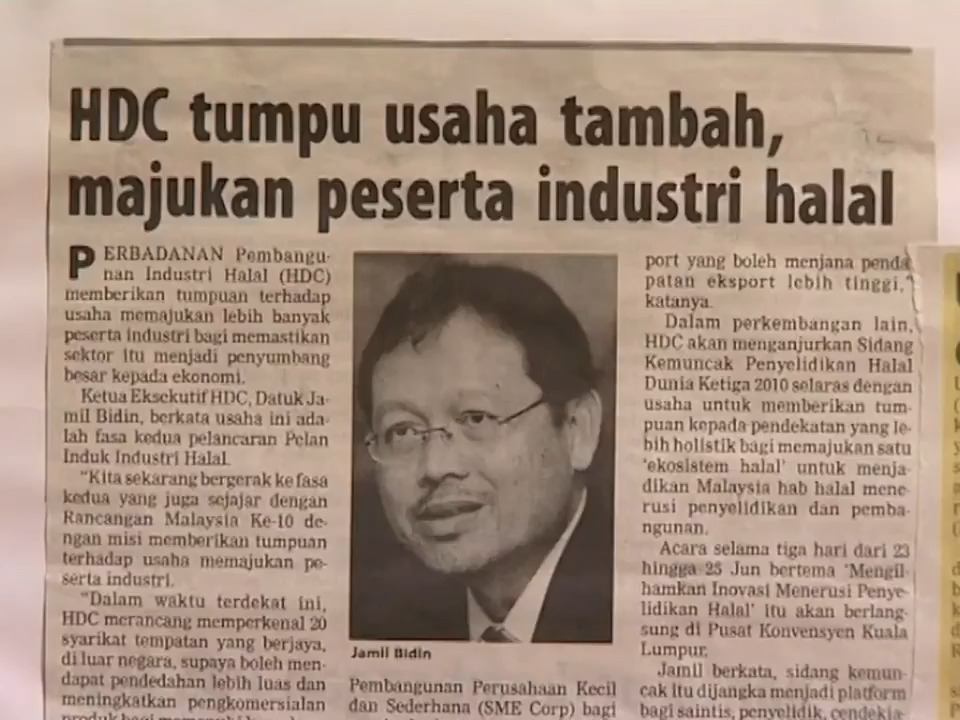 HDC tumpu usaha tambah,
majukan peserta industri halal
PERBADANAN Pembangu-
nan Industri Halal (HDC)
memberikan tumpuan terhadap
usaha memajukan lebih banyak
peserta industri bagi memastikan
sektor itu menjadi penyumbang
besar kepada ekonomi.
Ketua Eksekutif HDC, Datuk Ja-
mil Bidin, berkata usaha ini ada-
lah fasa kedua pelancaran Pelan
Induk Industri Halal.
"Kita sekarang bergerak ke fasa
kedua yang juga sejajar dengan
Rancangan Malaysia Ke-10 de-
ngan misi memberikan tumpuan
terhadap usaha memajukan pe-
serta industri.
"Dalam waktu terdekat ini,
HDC merancang memperkenal 20
syarikat tempatan yang berjaya,
di luar negara, supaya boleh men-
dapat pendedahan lebih luas dan
meningkatkan pengkomersialan
Jamil Bidin
Pembangunan Perusahaan Kecil
dan Sederhana (SME Corp) bagi
port yang boleh menjana penda
patan eksport lebih tinggi,"
katanya.
Dalam perkembangan lain,
HDC akan menganjurkan Sidang
Kemuncak Penyelidikan Halal
Dunia Ketiga 2010 selaras dengan
usaha untuk memberikan tum-
puan kepada pendekatan yang le-
bih holistik bagi memajukan satu
'ekosistem halal' untuk menja-
dikan Malaysia hab halal mene-
rusi penyelidikan dan pemba-
ngunan.
Acara selama tiga hari dari 23
hingga 25 Jun bertema 'Mengil-
hamkan Inovasi Menerusi Penye-
lidikan Halal' itu akan berlang-
sung di Pusat Konvensyen Kuala
Lumpur.
Jamil berkata, sidang kemun-
cak itu dijangka menjadi platform
bagi saintis, penyelidik, cendekia-